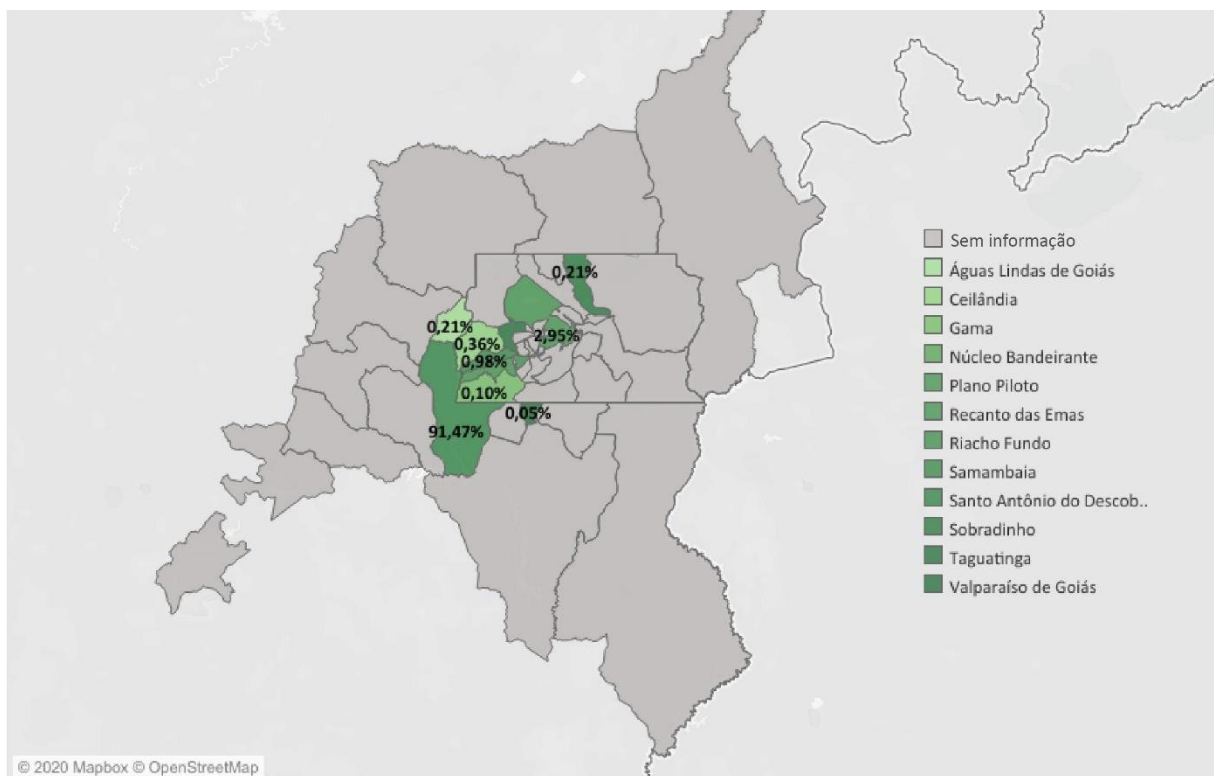 0,21%
0,21%
2,95%
0,36%
0,98%
0,10%
0,05%
91,47%
Sem informação
Águas Lindas de Goiás
Ceilândia
Gama
Núcleo Bandeirante
Plano Piloto
Recanto das Emas
Riacho Fundo
Samambaia
Santo Antônio do Descob..
Sobradinho
Taguatinga
Valparaíso de Goiás
© 2020 Mapbox © OpenStreetMap